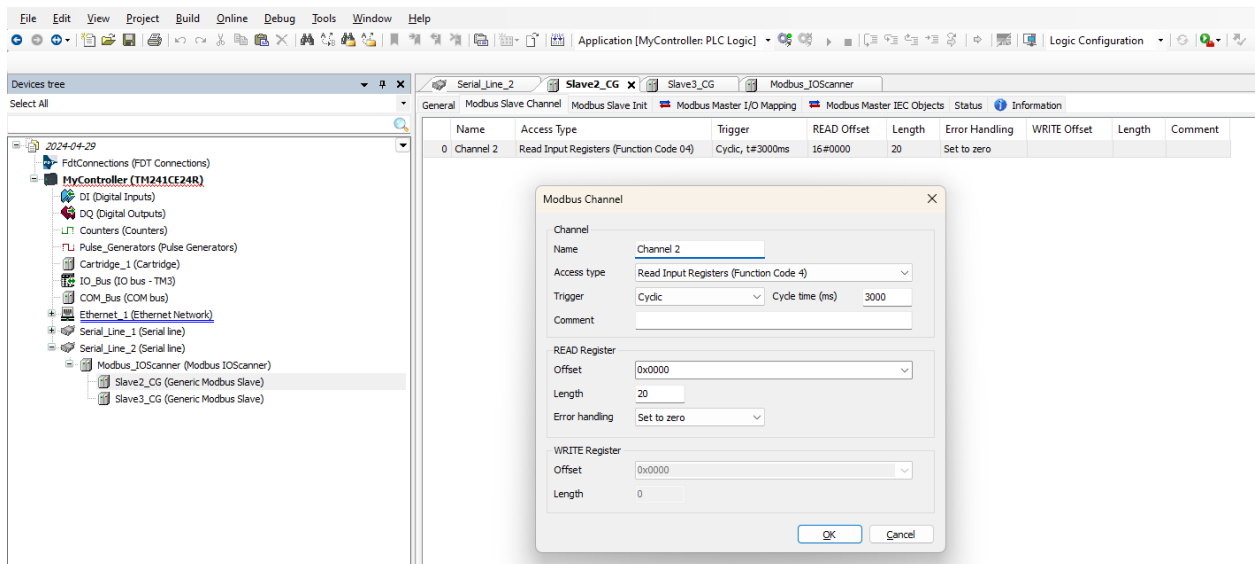 File Edit View Project Build Online Debug Tools Window Help
Application [MyController: PLC Logic] Logic Configuration
Devices tree
Select All
2024-04-29
FdtConnections (FDT Connections)
MyController (TM241CE24R)
DI (Digital Inputs)
DQ (Digital Outputs)
Counters (Counters)
Pulse_Generators (Pulse Generators)
Cartridge_1 (Cartridge)
IO_Bus (IO bus - TM3)
COM_Bus (COM bus)
Ethernet_1 (Ethernet Network)
Serial_Line_1 (Serial line)
Serial_Line_2 (Serial line)
Modbus_IOScanner (Modbus IOScanner)
Slave2_CG (Generic Modbus Slave)
Slave3_CG (Generic Modbus Slave)
Serial_Line_2 Slave2_CG Slave3_CG Modbus_IOScanner
General Modbus Slave Channel Modbus Slave Init Modbus Master I/O Mapping Modbus Master IEC Objects Status Information
Name Access Type Trigger READ Offset Length Error Handling WRITE Offset Length Comment
0 Channel 2 Read Input Registers (Function Code 04) Cyclic, t#3000ms 16#0000 20 Set to zero
Modbus Channel
Channel
Name Channel 2
Access type Read Input Registers (Function Code 4)
Trigger Cyclic Cycle time (ms) 3000
Comment
READ Register
Offset 0x0000
Length 20
Error handling Set to zero
WRITE Register
Offset 0x0000
Length 0
OK Cancel